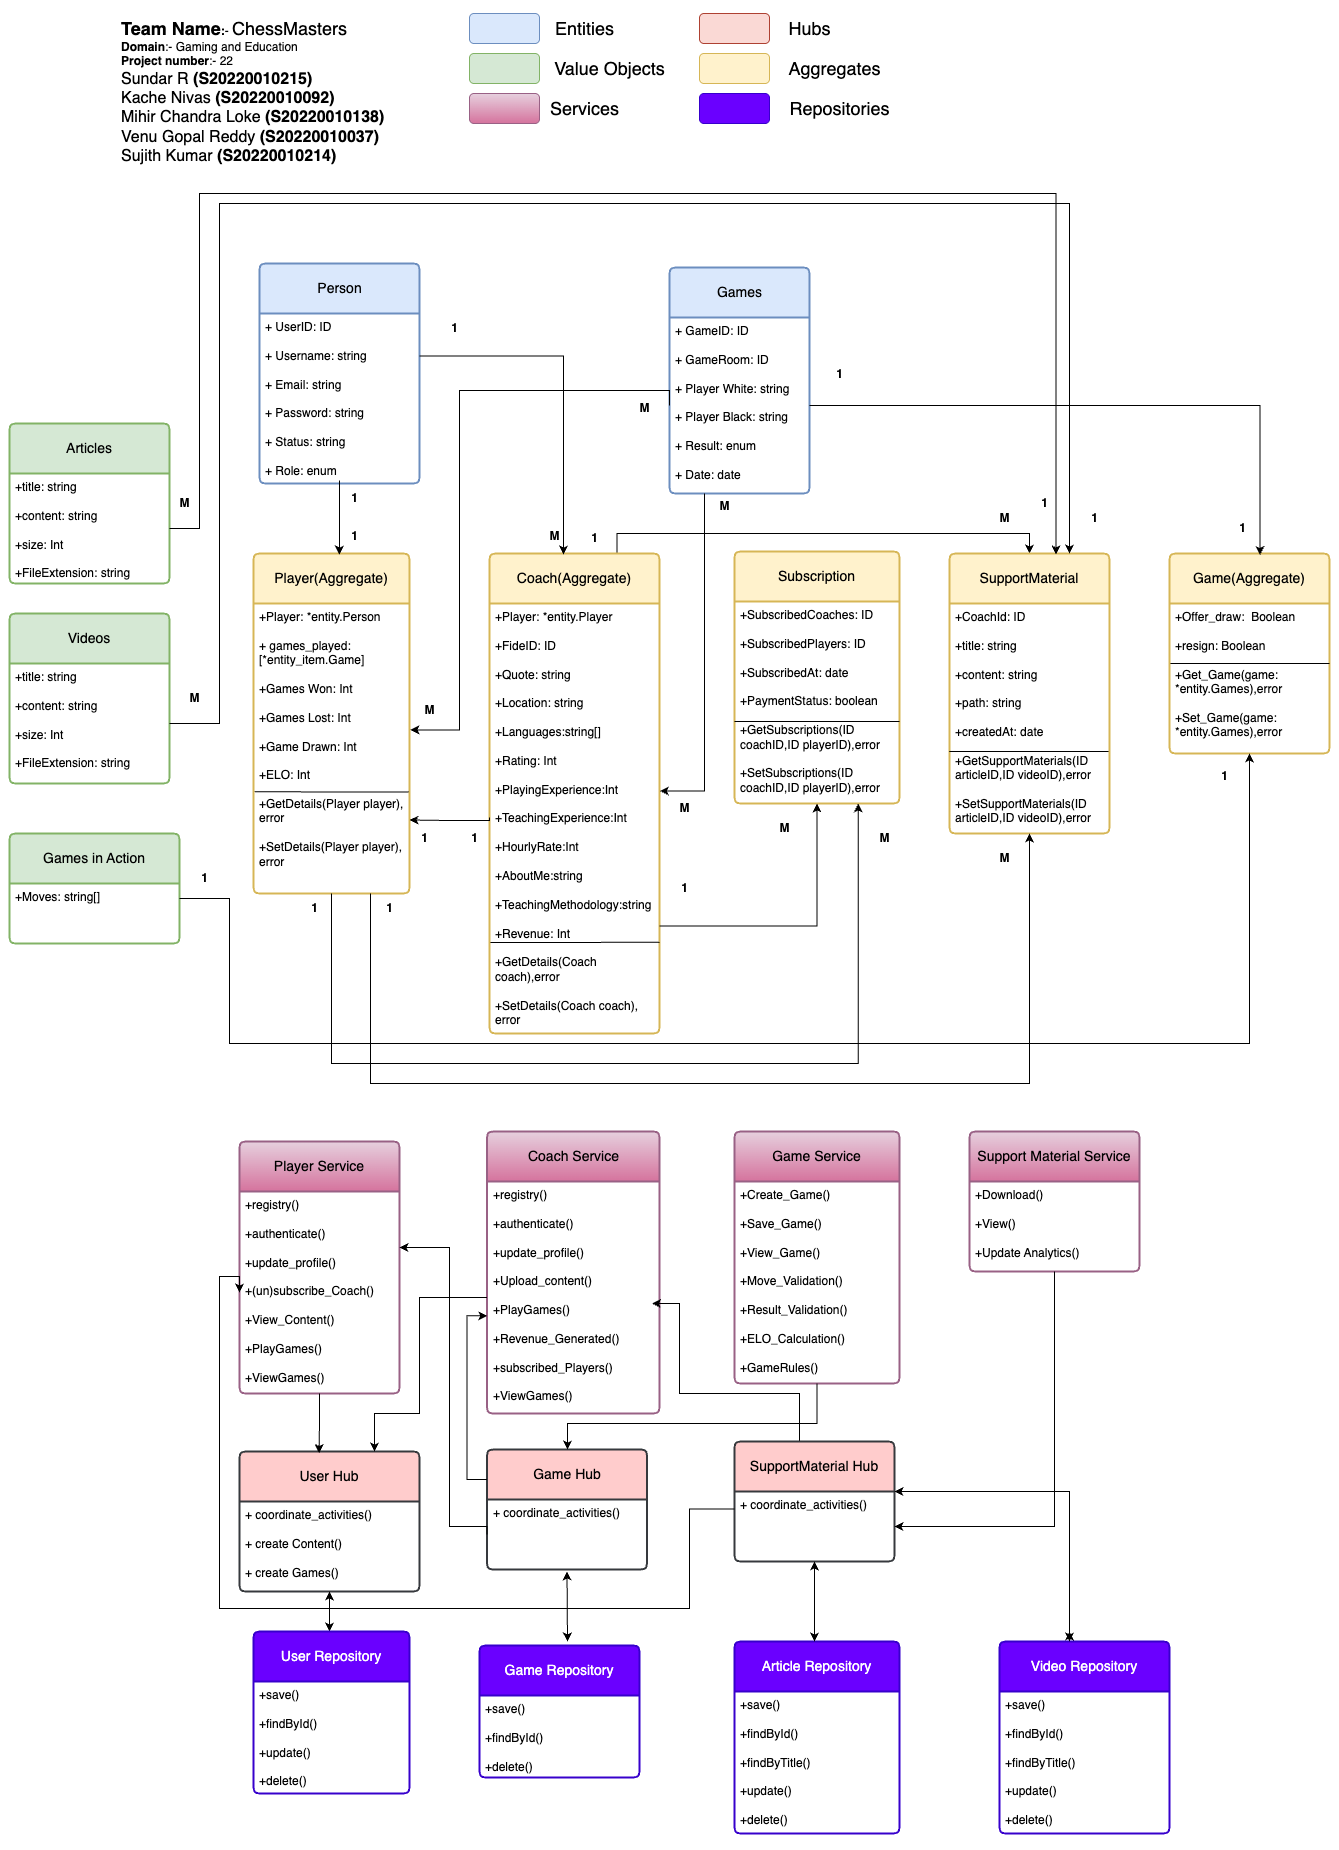 Team Name:- ChessMasters
Domain:- Gaming and Education
Project number:- 22
Sundar R (S20220010215)
Kache Nivas (S20220010092)
Mihir Chandra Loke (S20220010138)
Venu Gopal Reddy (S20220010037)
Sujith Kumar (S20220010214)
Entities
Hubs
Value Objects
Aggregates
Services
Repositories
Person
+ UserID: ID
+ Username: string
+ Email: string
+ Password: string
+ Status: string
+ Role: enum
1
1
1
M
1
Games
+ GameID: ID
+ GameRoom: ID
+ Player White: string
+ Player Black: string
+ Result: enum
+ Date: date
M
M
1
M
1
1
1
Articles
+title: string
+content: string
+size: Int
+FileExtension: string
M
Videos
+title: string
+content: string
+size: Int
+FileExtension: string
M
Games in Action
+Moves: string[]
1
Player(Aggregate)
+Player: *entity.Person
+ games_played:
[*entity_item.Game]
+Games Won: Int
+Games Lost: Int
+Game Drawn: Int
+ELO: Int
+GetDetails(Player player),
error
+SetDetails(Player player),
error
M
1
1
1
1
Coach(Aggregate)
+Player: *entity.Player
+FideID: ID
+Quote: string
+Location: string
+Languages:string[]
+Rating: Int
+PlayingExperience:Int
+TeachingExperience:Int
+HourlyRate:Int
+AboutMe:string
+TeachingMethodology:string
+Revenue: Int
+GetDetails(Coach
coach),error
+SetDetails(Coach coach),
error
M
1
Subscription
+SubscribedCoaches: ID
+SubscribedPlayers: ID
+SubscribedAt: date
+PaymentStatus: boolean
+GetSubscriptions(ID
coachID,ID playerID),error
+SetSubscriptions(ID
coachID,ID playerID),error
M
M
SupportMaterial
+CoachId: ID
+title: string
+content: string
+path: string
+createdAt: date
+GetSupportMaterials(ID
articleID,ID videoID),error
+SetSupportMaterials(ID
articleID,ID videoID),error
M
Game(Aggregate)
+Offer_draw: Boolean
+resign: Boolean
+Get_Game(game:
*entity.Games),error
+Set_Game(game:
*entity.Games),error
1
Player Service
+registry()
+authenticate()
+update_profile()
+(un)subscribe_Coach()
+View_Content()
+PlayGames()
+ViewGames()
Coach Service
+registry()
+authenticate()
+update_profile()
+Upload_content()
+PlayGames()
+Revenue_Generated()
+subscribed_Players()
+ViewGames()
Game Service
+Create_Game()
+Save_Game()
+View_Game()
+Move_Validation()
+Result_Validation()
+ELO_Calculation()
+GameRules()
Support Material Service
+Download()
+View()
+Update Analytics()
User Hub
+ coordinate_activities()
+ create Content()
+ create Games()
Game Hub
+ coordinate_activities()
SupportMaterial Hub
+ coordinate_activities()
User Repository
+save()
+findById()
+update()
+delete()
Game Repository
+save()
+findById()
+delete()
Article Repository
+save()
+findById()
+findByTitle()
+update()
+delete()
Video Repository
+save()
+findById()
+findByTitle()
+update()
+delete()